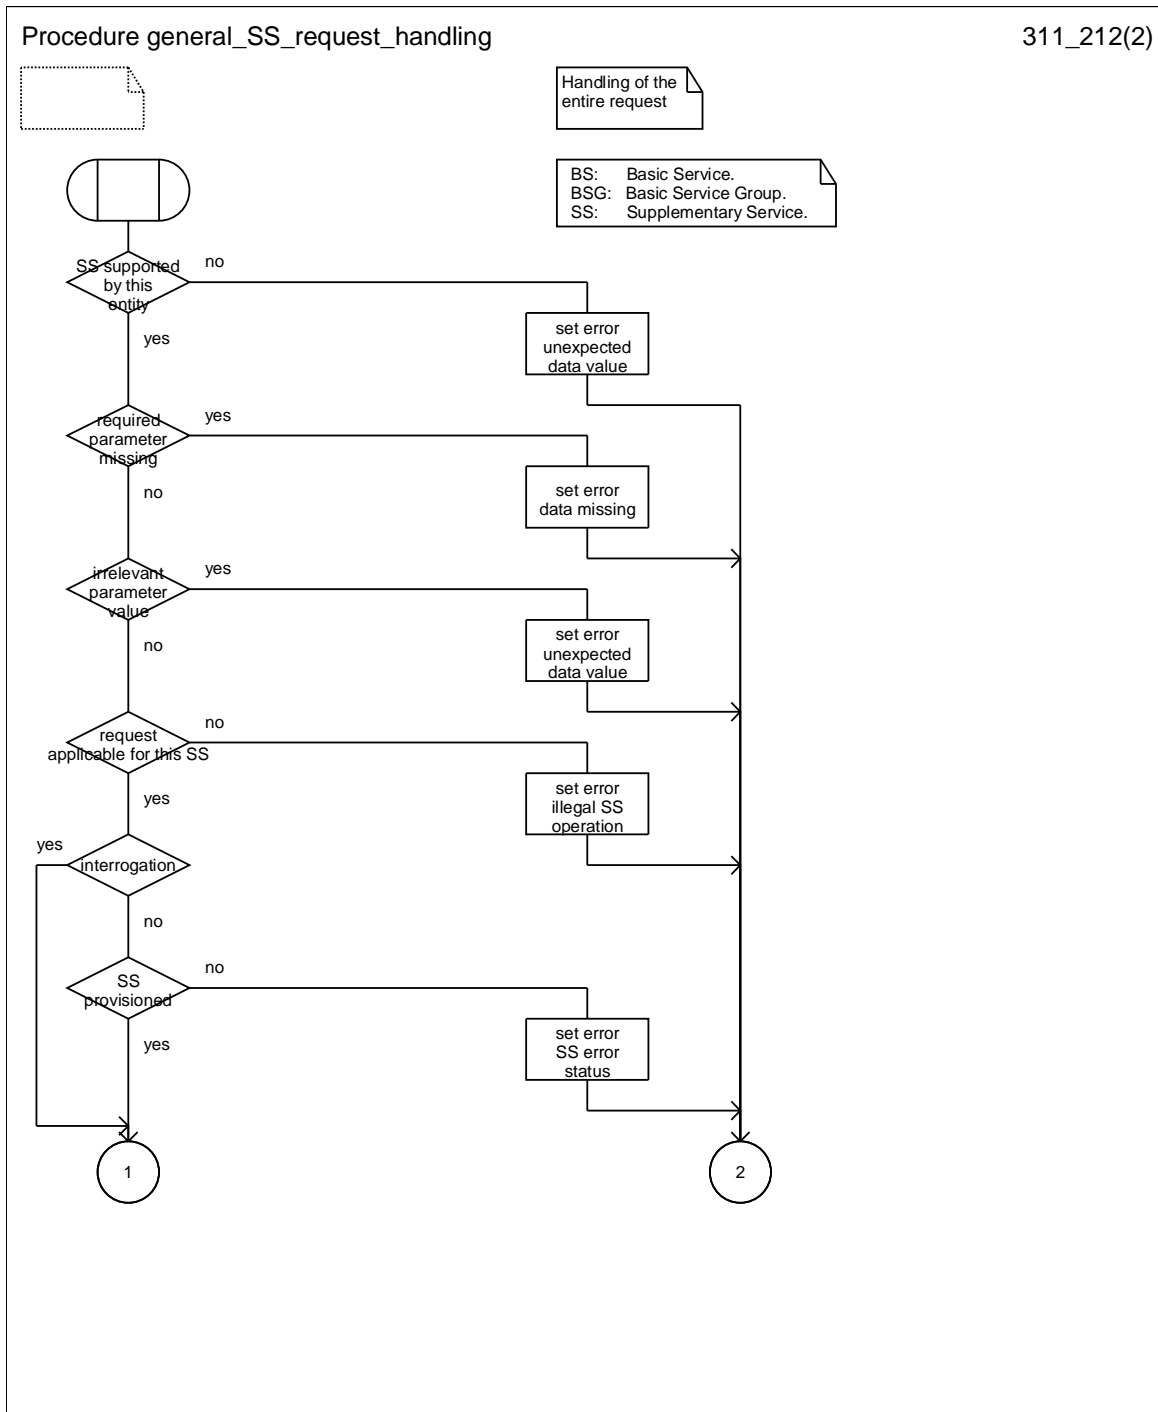 Procedure general_SS_request_handling 311_212(2)
Handling of the
entire request
BS: Basic Service.
BSG: Basic Service Group.
SS: Supplementary Service.
SS supported
by this
entity
no
yes
set error
unexpected
data value
required
parameter
missing
yes
no
set error
data missing
irrelevant
parameter
value
yes
no
set error
unexpected
data value
request
applicable for this SS
no
yes
set error
illegal SS
operation
yes
interrogation
no
SS
provisioned
no
yes
set error
SS error
status
1
2